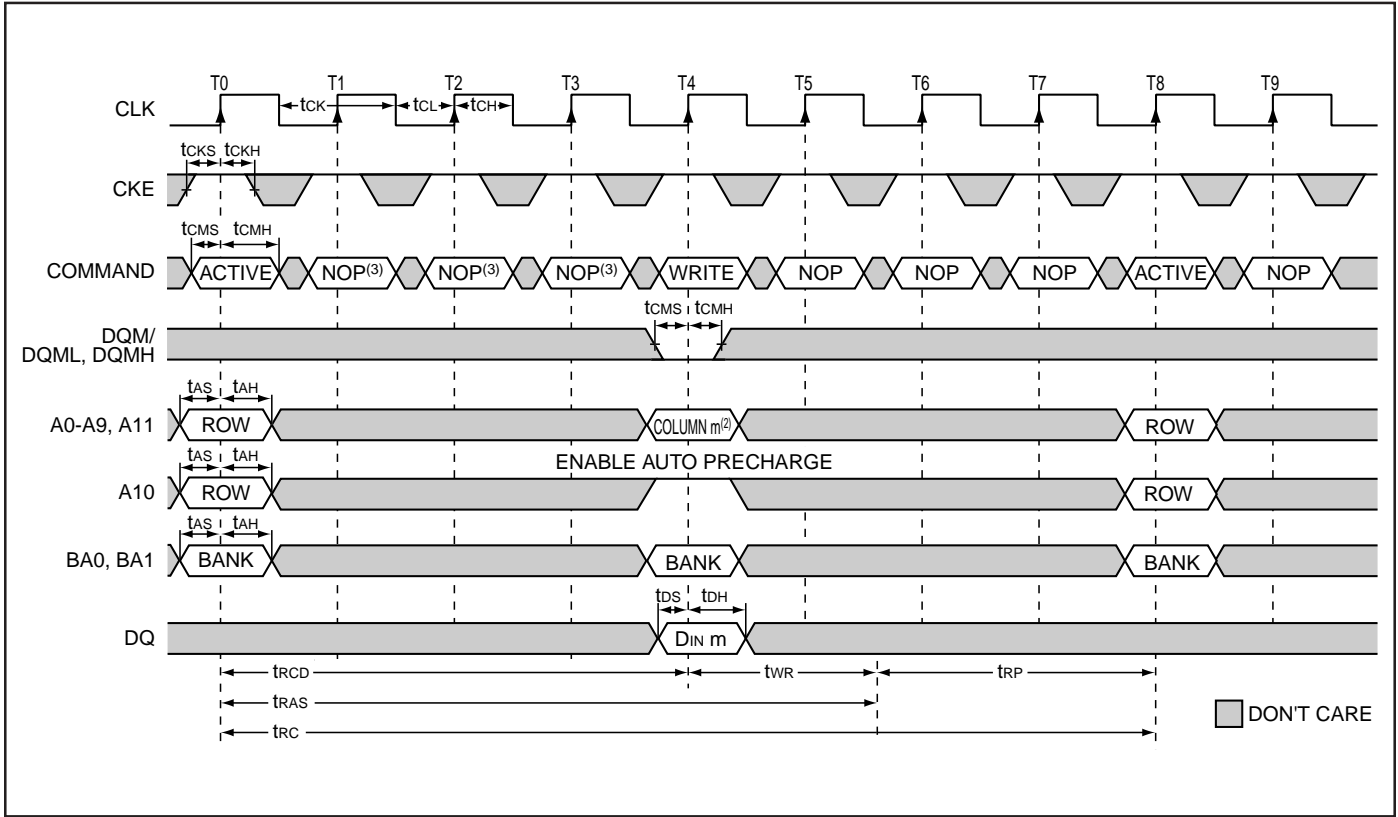 T0 T1 T2 T3 T4 T5 T6 T7 T8 T9
CLK tCK tCL tCH
tCKS tCKH
CKE
tCMS tCMH
COMMAND ACTIVE NOP(3) NOP(3) NOP(3) WRITE NOP NOP NOP ACTIVE NOP
tCMS tCMH
DQM/
DQML, DQMH
tAS tAH
A0-A9, A11 ROW COLUMN m(2) ROW
tAS tAH ENABLE AUTO PRECHARGE
A10 ROW ROW
tAS tAH
BA0, BA1 BANK BANK BANK
tDS tDH
DQ DIN m
tRCD tWR tRP
tRAS
DON'T CARE
tRC